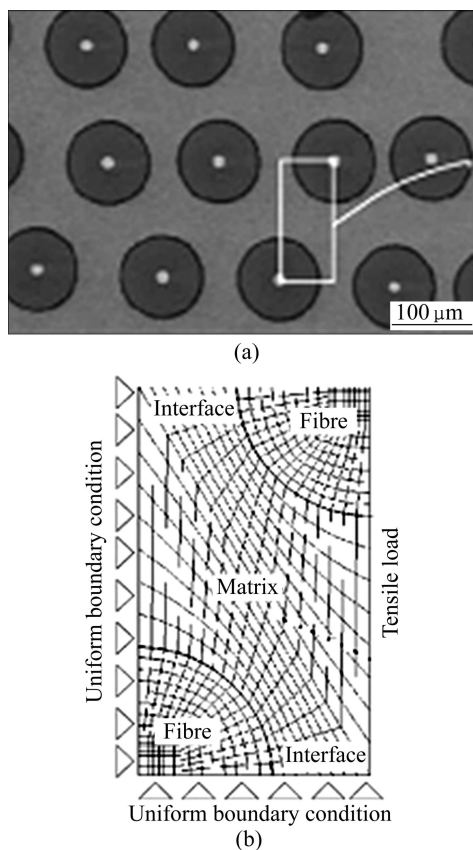 100 μm
(a)
Interface
Fibre
Uniform boundary condition
Matrix
Tensile load
Fibre
Interface
Uniform boundary condition
(b)